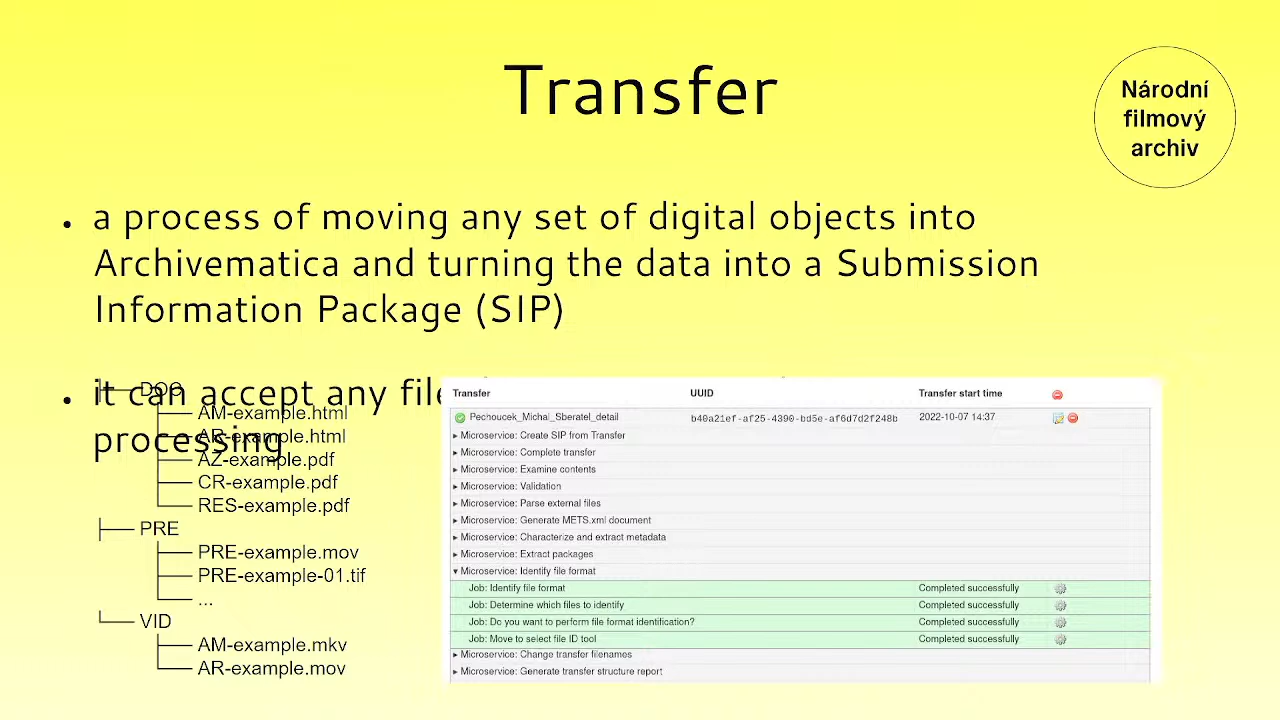 Transfer
Národní
filmový
archiv
• a process of moving any set of digital objects into
Archivematica and turning the data into a Submission
Information Package (SIP)
• it can accept any file
processing
├── DOC
├── AM-example.html
├── AR-example.html
├── AZ-example.pdf
├── CR-example.pdf
└── RES-example.pdf
├── PRE
├── PRE-example.mov
├── PRE-example-01.tif
└── ...
└── VID
├── AM-example.mkv
└── AR-example.mov
Transfer UUID Transfer start time
Pechoucek_Michal_Sberatel_detail b40a21ef-af25-4390-bd5e-af6d7d2f248b 2022-10-07 14:37
▸ Microservice: Create SIP from Transfer
▸ Microservice: Complete transfer
▸ Microservice: Examine contents
▸ Microservice: Validation
▸ Microservice: Parse external files
▸ Microservice: Generate METS.xml document
▸ Microservice: Characterize and extract metadata
▸ Microservice: Extract packages
▾ Microservice: Identify file format
Job: Identify file format Completed successfully
Job: Determine which files to identify Completed successfully
Job: Do you want to perform file format identification? Completed successfully
Job: Move to select file ID tool Completed successfully
▸ Microservice: Change transfer filenames
▸ Microservice: Generate transfer structure report